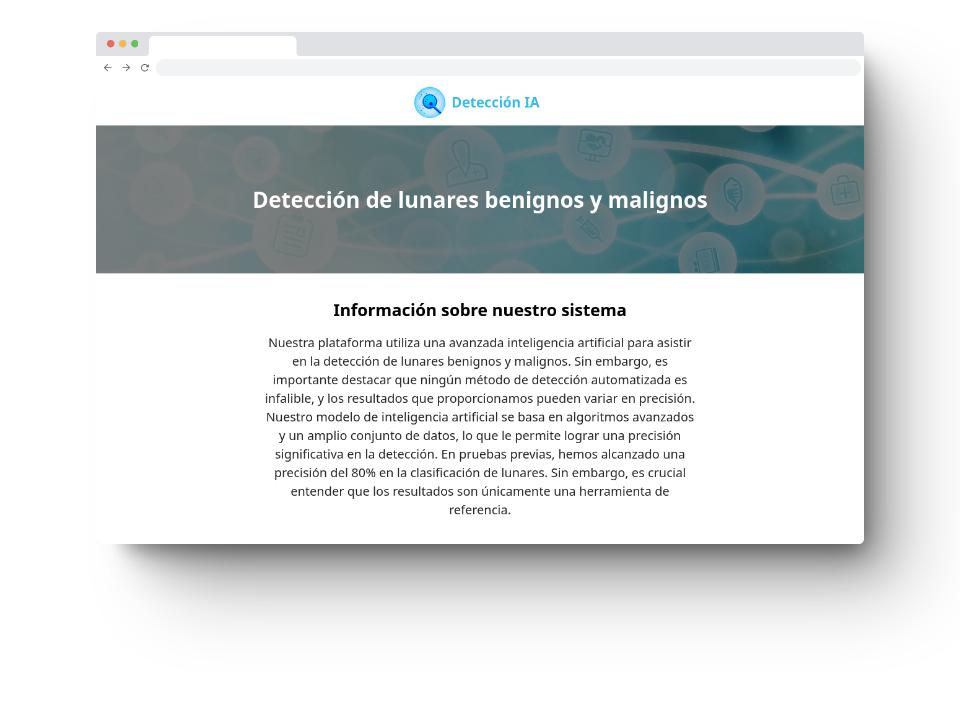 Detección IA
Detección de lunares benignos y malignos
Información sobre nuestro sistema
Nuestra plataforma utiliza una avanzada inteligencia artificial para asistir
en la detección de lunares benignos y malignos. Sin embargo, es
importante destacar que ningún método de detección automatizada es
infalible, y los resultados que proporcionamos pueden variar en precisión.
Nuestro modelo de inteligencia artificial se basa en algoritmos avanzados
y un amplio conjunto de datos, lo que le permite lograr una precisión
significativa en la detección. En pruebas previas, hemos alcanzado una
precisión del 80% en la clasificación de lunares. Sin embargo, es crucial
entender que los resultados son únicamente una herramienta de
referencia.